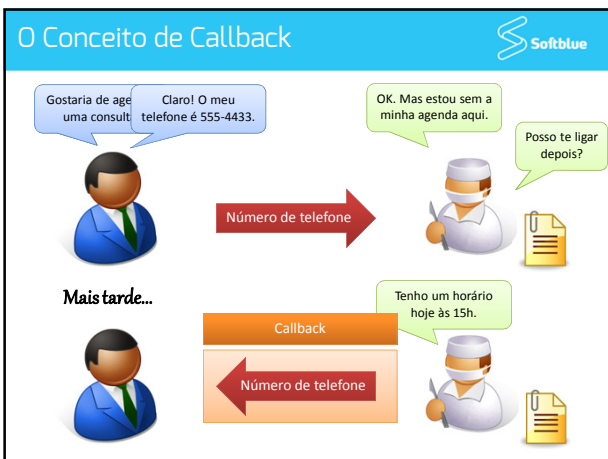 O Conceito de Callback
Softblue
Gostaria de age
uma consult
Claro! O meu
telefone é 555-4433.
OK. Mas estou sem a
minha agenda aqui.
Posso te ligar
depois?
Número de telefone
Mais tarde...
Tenho um horário
hoje às 15h.
Callback
Número de telefone